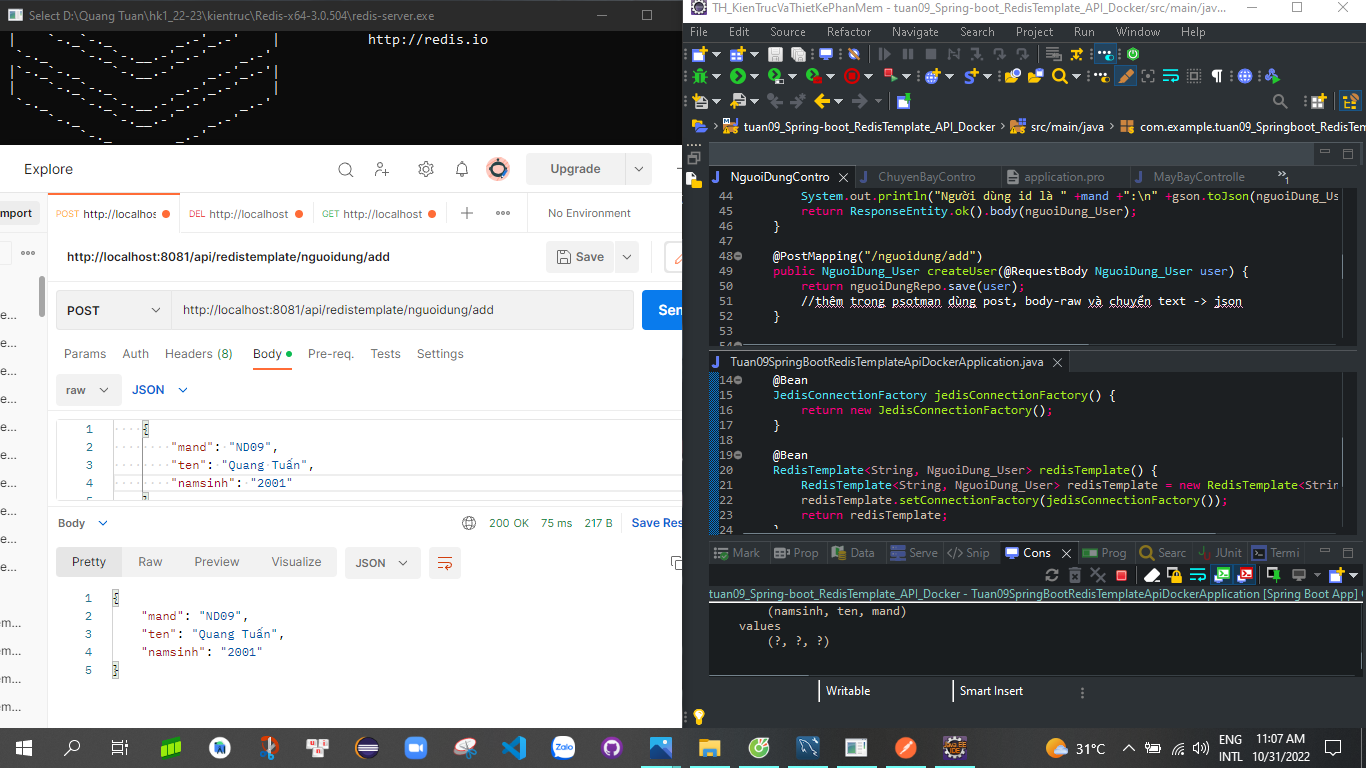 Select D:\Quang Tuan\hk1_22-23\kientruc\Redis-x64-3.0.504\redis-server.exe
http://redis.io
Explore
Upgrade
Import
POST http://localhos
DEL http://localhost
GET http://localhost
No Environment
http://localhost:8081/api/redistemplate/nguoidung/add
Save
POST
http://localhost:8081/api/redistemplate/nguoidung/add
Sen
Params
Auth
Headers (8)
Body
Pre-req.
Tests
Settings
raw
JSON
1 {
2 "mand": "ND09",
3 "ten": "Quang Tuấn",
4 "namsinh": "2001"
Body
200 OK
75 ms
217 B
Save Res
Pretty
Raw
Preview
Visualize
JSON
1 {
2 "mand": "ND09",
3 "ten": "Quang Tuấn",
4 "namsinh": "2001"
5 }
TH_KienTrucVaThietKePhanMem - tuan09_Spring-boot_RedisTemplate_API_Docker/src/main/jav...
File Edit Source Refactor Navigate Search Project Run Window Help
tuan09_Spring-boot_RedisTemplate_API_Docker
src/main/java
com.example.tuan09_Springboot_RedisTem
NguoiDungContro
ChuyenBayContro
application.pro
MayBayControlle
»1
44 System.out.println("Người dùng id là " +mand +":\n" +gson.toJson(nguoiDung_Us
45 return ResponseEntity.ok().body(nguoiDung_User);
46 }
47
48 @PostMapping("/nguoidung/add")
49 public NguoiDung_User createUser(@RequestBody NguoiDung_User user) {
50 return nguoiDungRepo.save(user);
51 //thêm trong psotman dùng post, body-raw và chuyển text -> json
52 }
53
54
Tuan09SpringBootRedisTemplateApiDockerApplication.java
14 @Bean
15 JedisConnectionFactory jedisConnectionFactory() {
16 return new JedisConnectionFactory();
17 }
18
19 @Bean
20 RedisTemplate<String, NguoiDung_User> redisTemplate() {
21 RedisTemplate<String, NguoiDung_User> redisTemplate = new RedisTemplate<Strin
22 redisTemplate.setConnectionFactory(jedisConnectionFactory());
23 return redisTemplate;
24 }
Mark
Prop
Data
Serve
Snip
Cons
Prog
Searc
JUnit
Termi
tuan09_Spring-boot_RedisTemplate_API_Docker - Tuan09SpringBootRedisTemplateApiDockerApplication [Spring Boot App]
(namsinh, ten, mand)
values
(?, ?, ?)
Writable
Smart Insert
Zalo
31°C
ENG
INTL
11:07 AM
10/31/2022